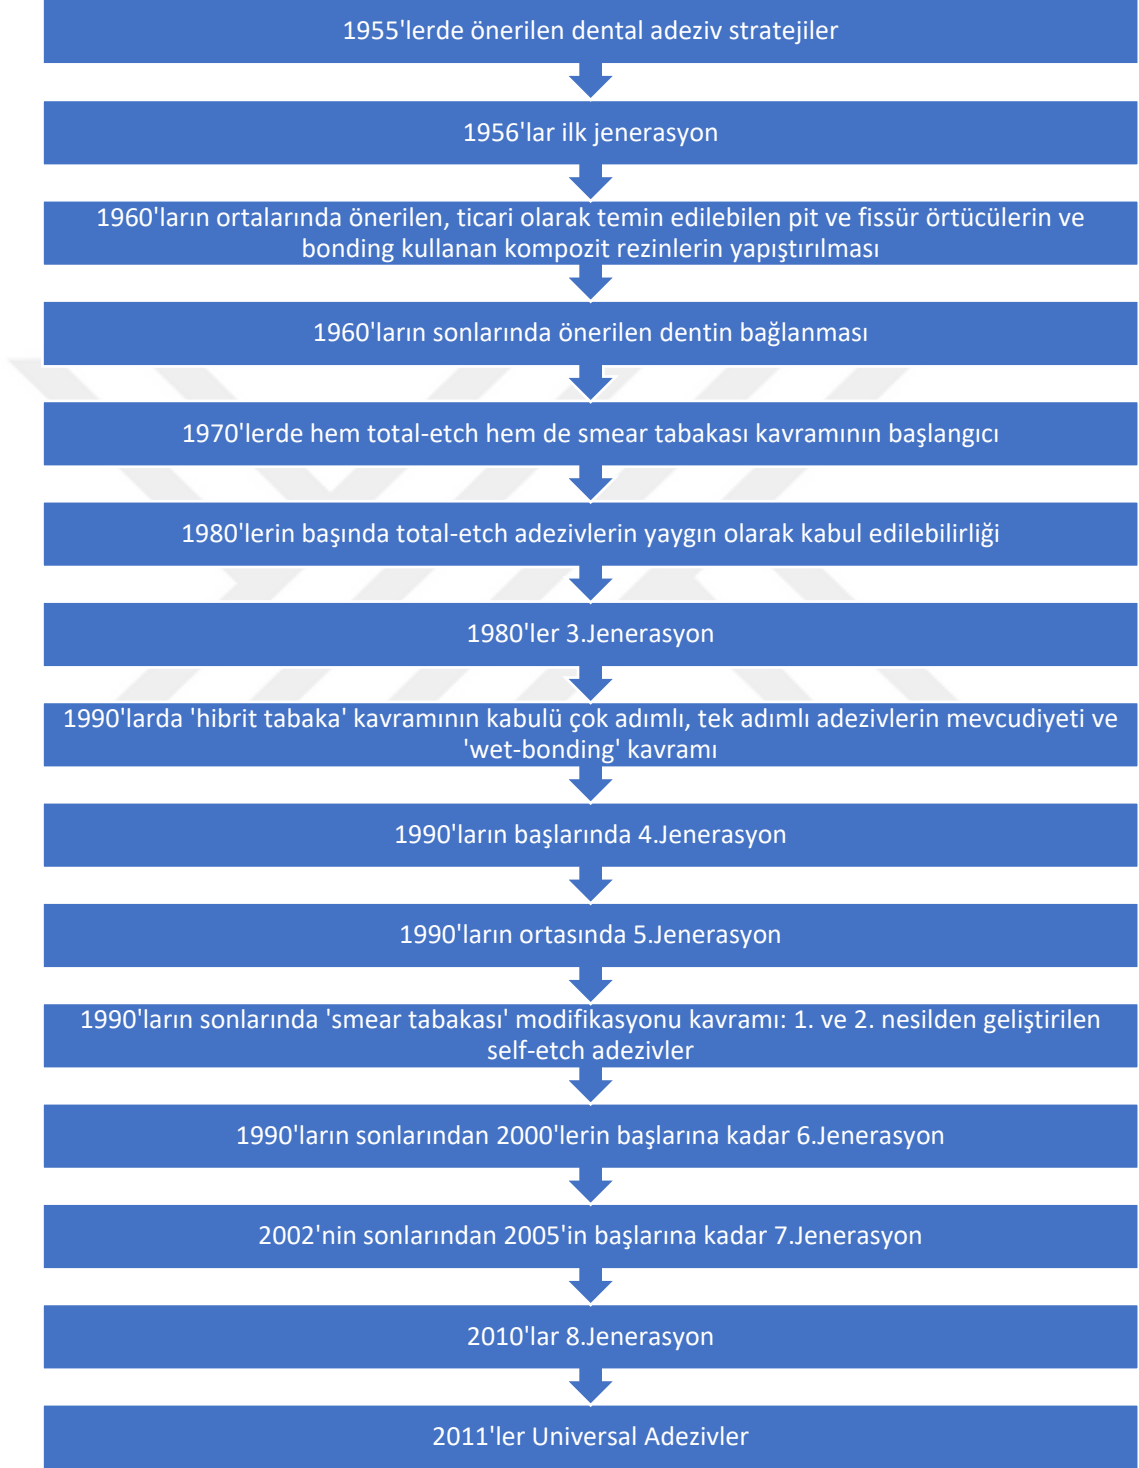 1955'lerde önerilen dental adeziv stratejiler
1956'lar ilk jenerasyon
1960'ların ortalarında önerilen, ticari olarak temin edilebilen pit ve fissür örtücülerin ve
bonding kullanan kompozit rezinlerin yapıştırılması
1960'ların sonlarında önerilen dentin bağlanması
1970'lerde hem total-etch hem de smear tabakası kavramının başlangıcı
1980'lerin başında total-etch adezivlerin yaygın olarak kabul edilebilirliği
1980'ler 3.Jenerasyon
1990'larda 'hibrit tabaka' kavramının kabulü çok adımlı, tek adımlı adezivlerin mevcudiyeti ve
'wet-bonding' kavramı
1990'ların başlarında 4.Jenerasyon
1990'ların ortasında 5.Jenerasyon
1990'ların sonlarında 'smear tabakası' modifikasyonu kavramı: 1. ve 2. nesilden geliştirilen
self-etch adezivler
1990'ların sonlarından 2000'lerin başlarına kadar 6.Jenerasyon
2002'nin sonlarından 2005'in başlarına kadar 7.Jenerasyon
2010'lar 8.Jenerasyon
2011'ler Universal Adezivler